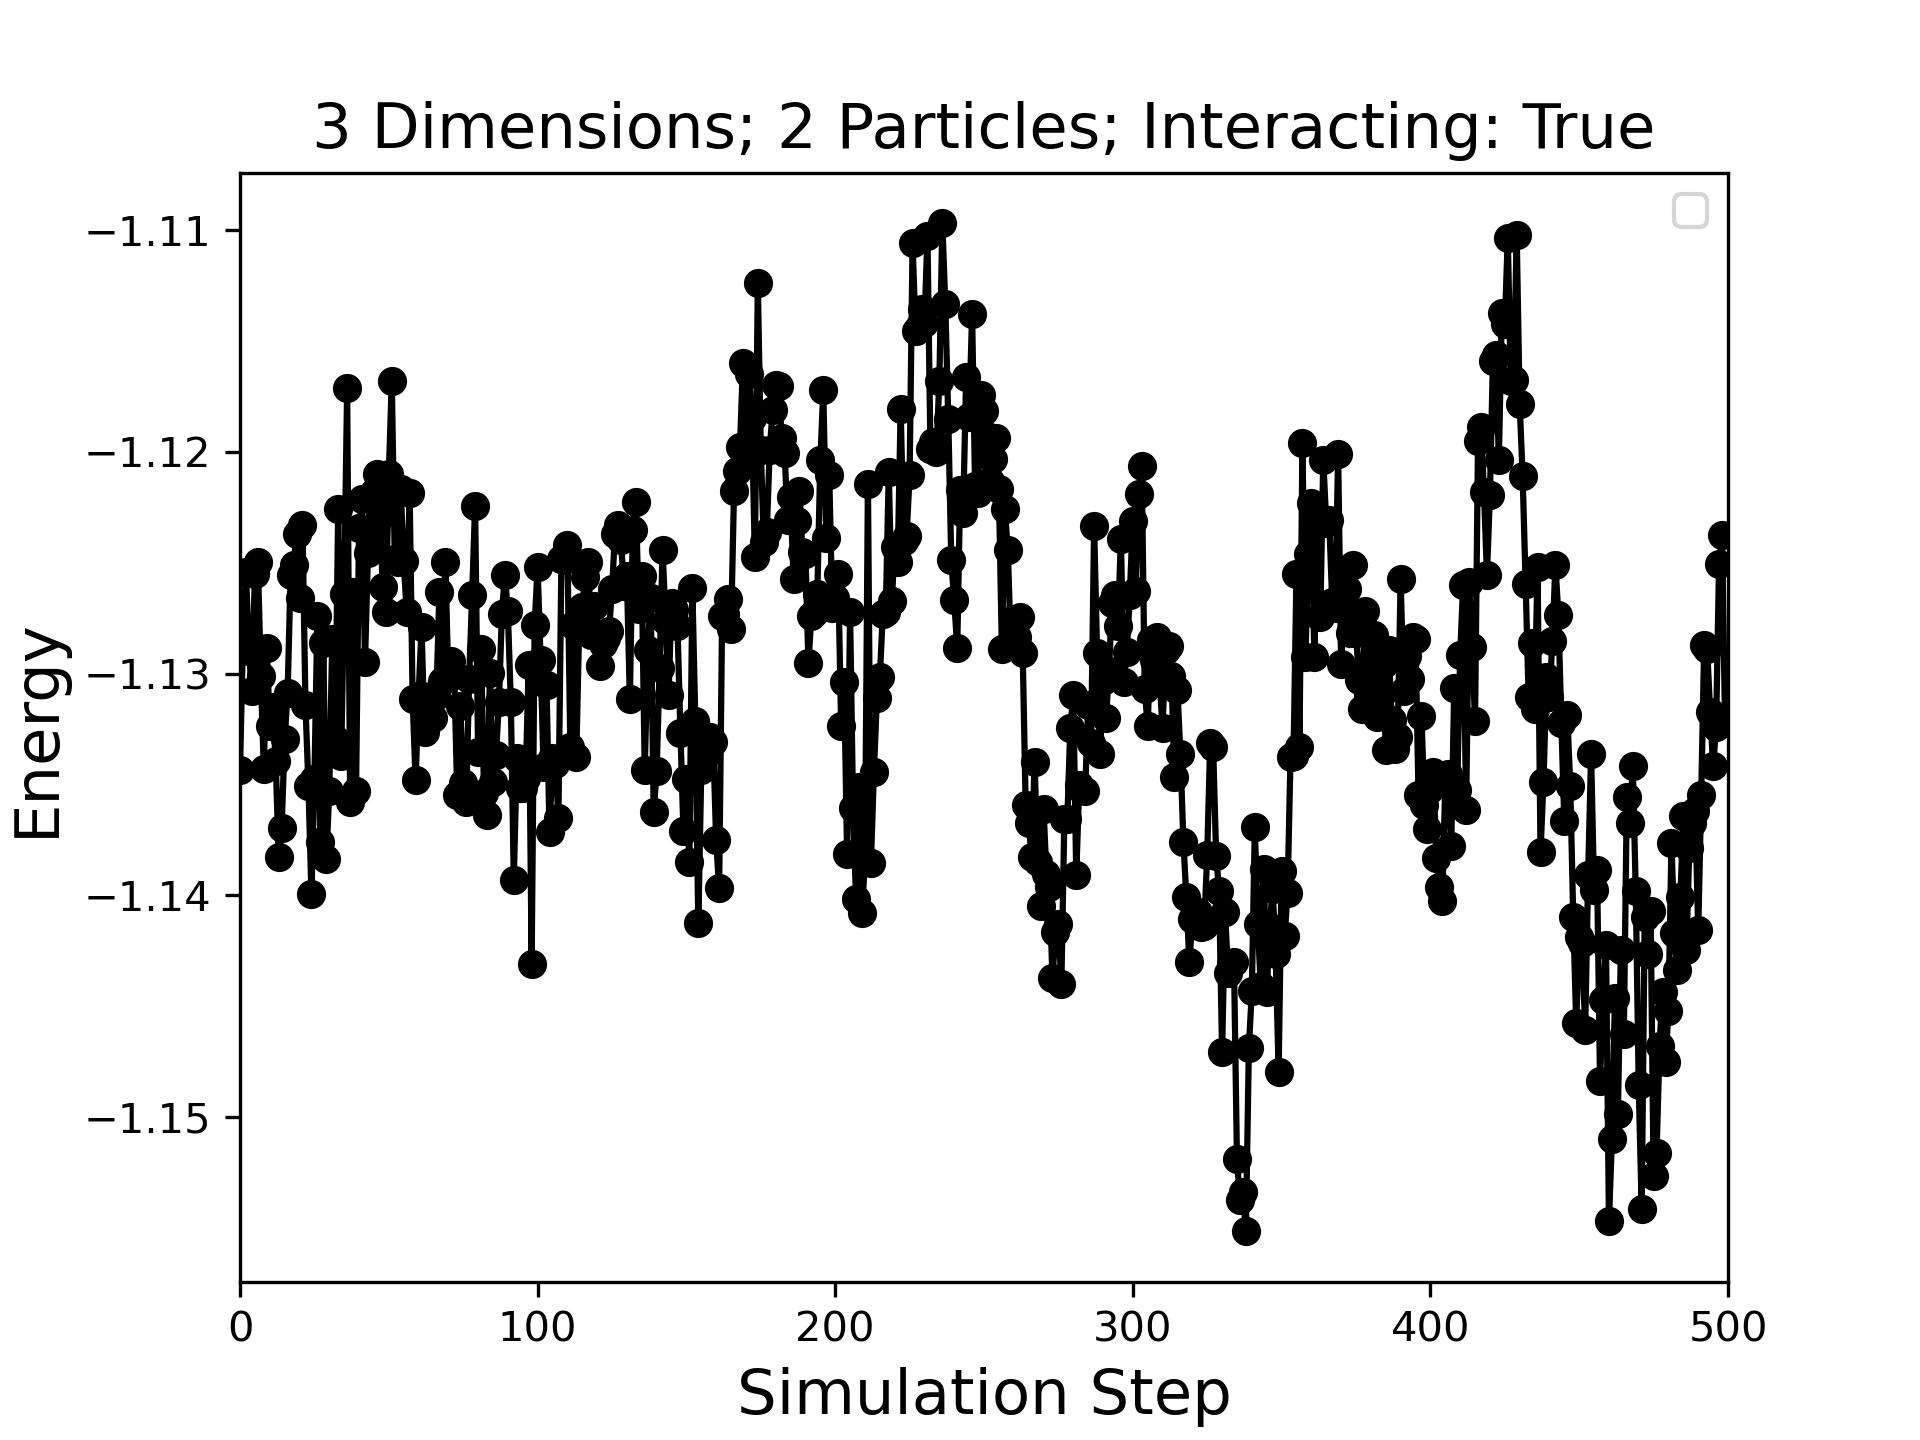 3 Dimensions; 2 Particles; Interacting: True
−1.11
−1.12
−1.13
−1.14
−1.15
Energy
0 100 200 300 400 500
Simulation Step